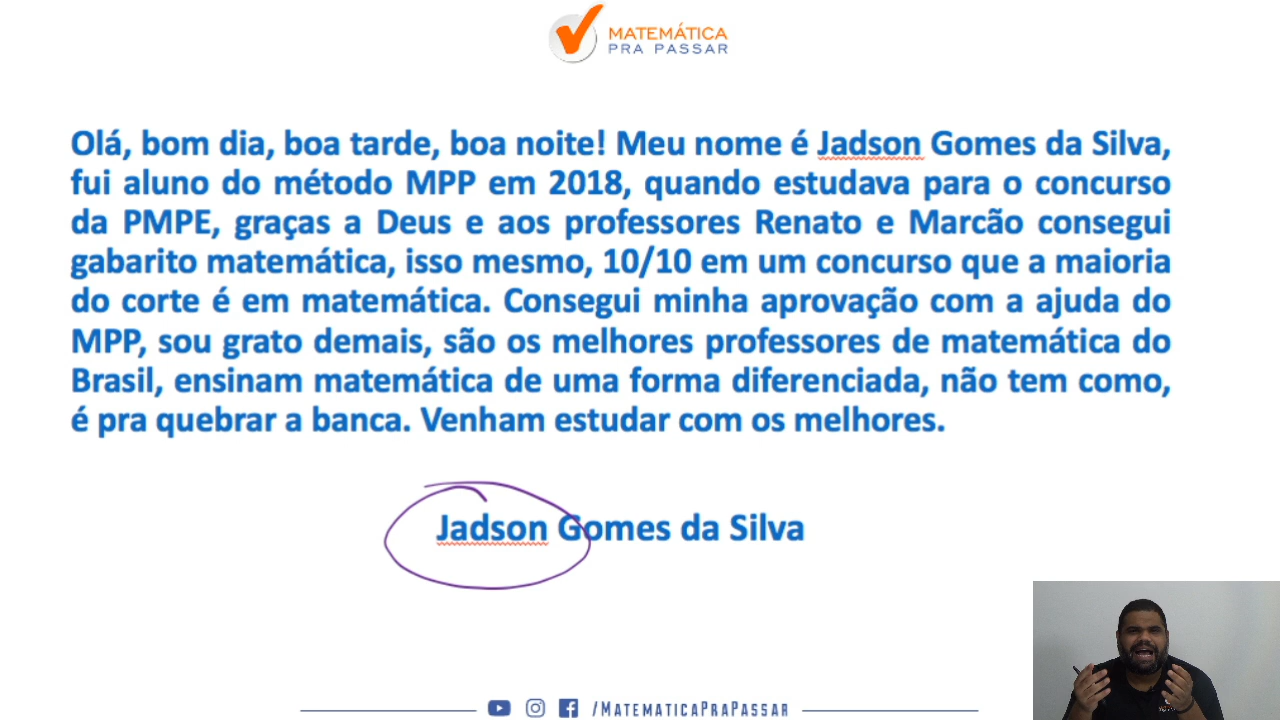 MATEMÁTICA
PRA PASSAR
Olá, bom dia, boa tarde, boa noite! Meu nome é Jadson Gomes da Silva,
fui aluno do método MPP em 2018, quando estudava para o concurso
da PMPE, graças a Deus e aos professores Renato e Marcão consegui
gabarito matemática, isso mesmo, 10/10 em um concurso que a maioria
do corte é em matemática. Consegui minha aprovação com a ajuda do
MPP, sou grato demais, são os melhores professores de matemática do
Brasil, ensinam matemática de uma forma diferenciada, não tem como,
é pra quebrar a banca. Venham estudar com os melhores.
Jadson Gomes da Silva
/MATEMATICAPRAPASSAR